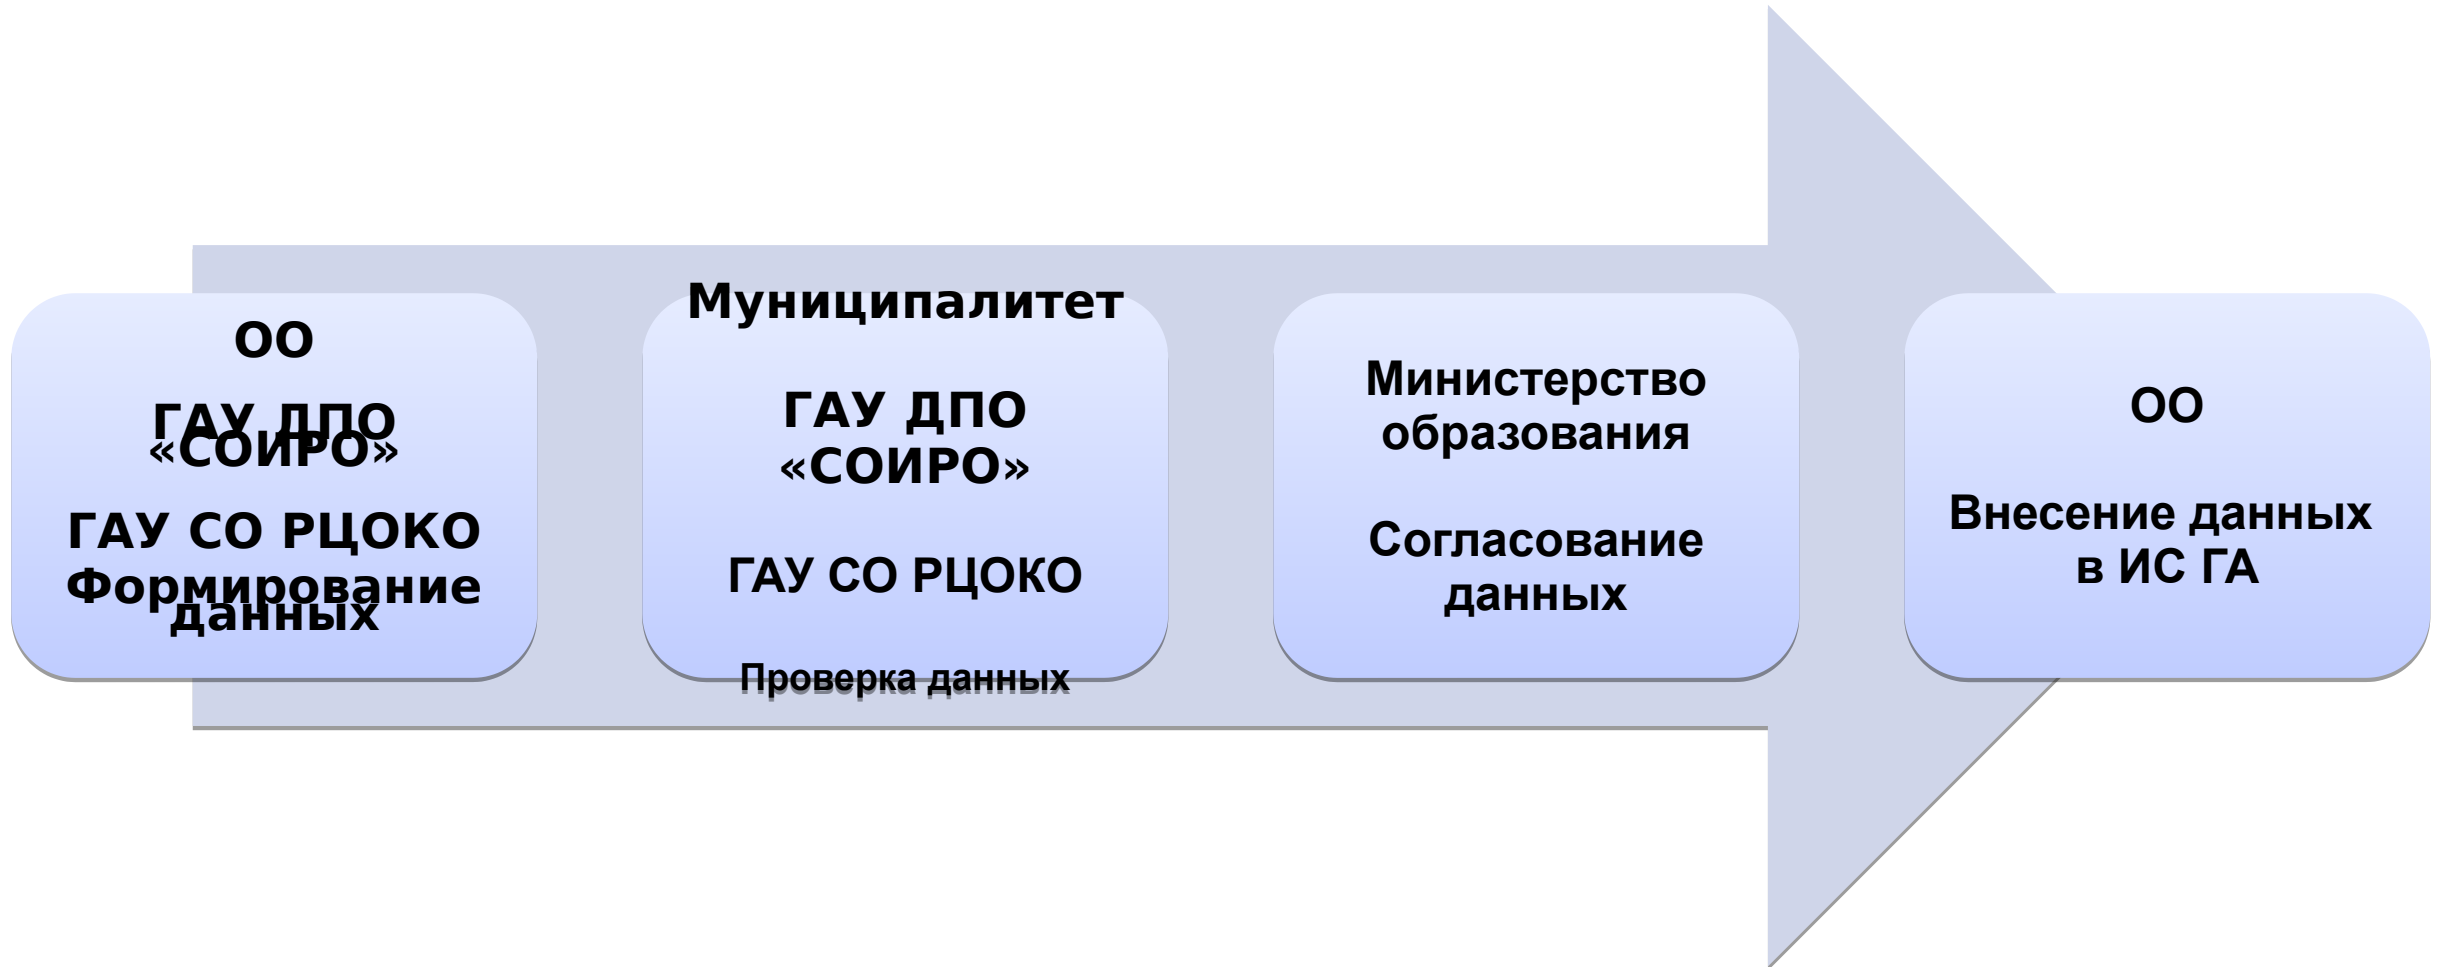 ОО
ГАУ ДПО
«СОИРО»
ГАУ СО РЦОКО
Формирование
данных
Муниципалитет
ГАУ ДПО
«СОИРО»
ГАУ СО РЦОКО
Проверка данных
Министерство
образования
Согласование
данных
ОО
Внесение данных
в ИС ГА